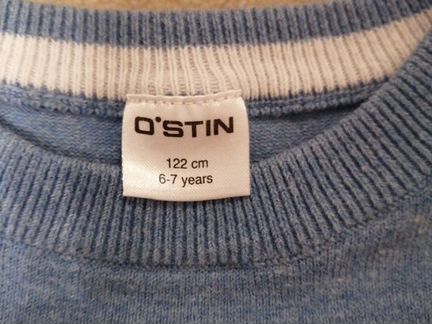 O'STIN
122 cm
6-7 years